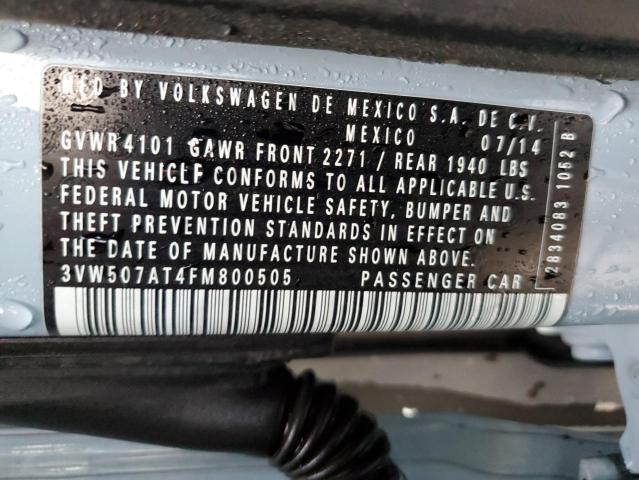 MFD BY VOLKSWAGEN DE MEXICO S.A. DE C.V.
MEXICO 07/14
GVWR 4101 GAWR FRONT 2271 / REAR 1940 LBS
THIS VEHICLE CONFORMS TO ALL APPLICABLE U.S.
FEDERAL MOTOR VEHICLE SAFETY, BUMPER AND
THEFT PREVENTION STANDARDS IN EFFECT ON
THE DATE OF MANUFACTURE SHOWN ABOVE.
3VW507AT4FM800505 PASSENGER CAR
2834083 1052 B